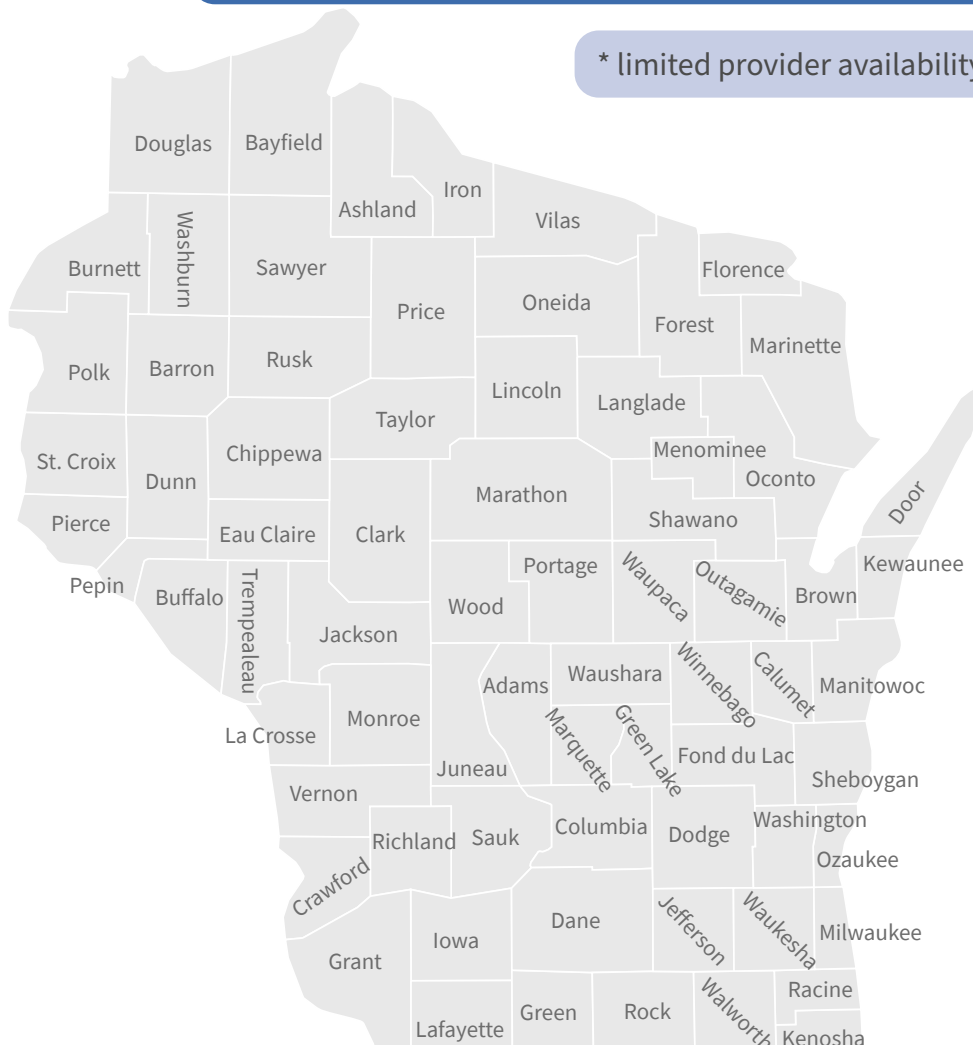 * limited provider availability
Douglas
Bayfield
Iron
Ashland
Vilas
Washburn
Burnett
Sawyer
Florence
Price
Oneida
Forest
Marinette
Polk
Barron
Rusk
Lincoln
Langlade
Taylor
St. Croix
Chippewa
Menominee
Dunn
Oconto
Marathon
Door
Pierce
Eau Claire
Clark
Shawano
Pepin
Buffalo
Trempealeau
Portage
Waupaca
Outagamie
Kewaunee
Brown
Wood
Jackson
Adams
Waushara
Winnebago
Calumet
Manitowoc
La Crosse
Monroe
Marquette
Green Lake
Fond du Lac
Juneau
Sheboygan
Vernon
Richland
Sauk
Columbia
Dodge
Washington
Ozaukee
Crawford
Dane
Jefferson
Waukesha
Milwaukee
Iowa
Grant
Racine
Lafayette
Green
Rock
Walworth
Kenosha